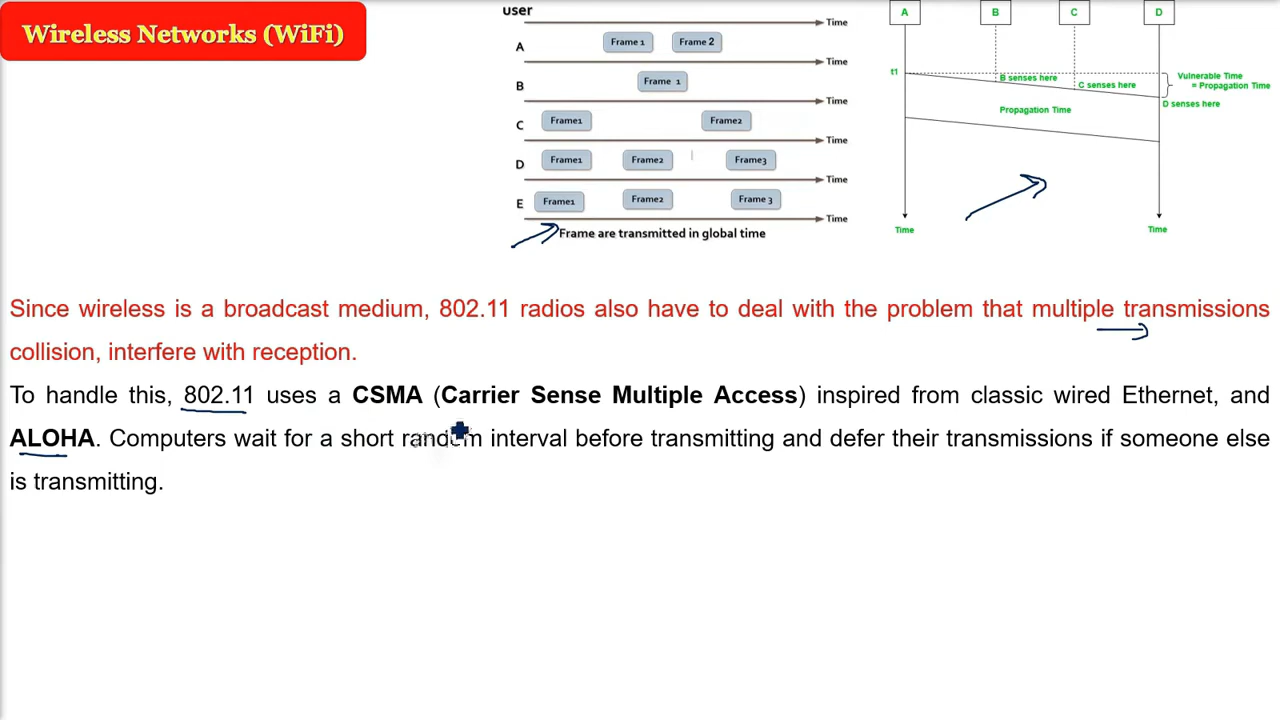 Wireless Networks (WiFi)
user
Time
A Frame 1 Frame 2
Time
B Frame 1
Time
C Frame1 Frame2
Time
D Frame1 Frame2 Frame3
Time
E Frame1 Frame2 Frame 3
Time
Frame are transmitted in global time
A B C D
t1
B senses here
C senses here
D senses here
Vulnerable Time
= Propagation Time
Propagation Time
Time Time
Since wireless is a broadcast medium, 802.11 radios also have to deal with the problem that multiple transmissions
collision, interfere with reception.
To handle this, 802.11 uses a CSMA (Carrier Sense Multiple Access) inspired from classic wired Ethernet, and
ALOHA. Computers wait for a short random interval before transmitting and defer their transmissions if someone else
is transmitting.